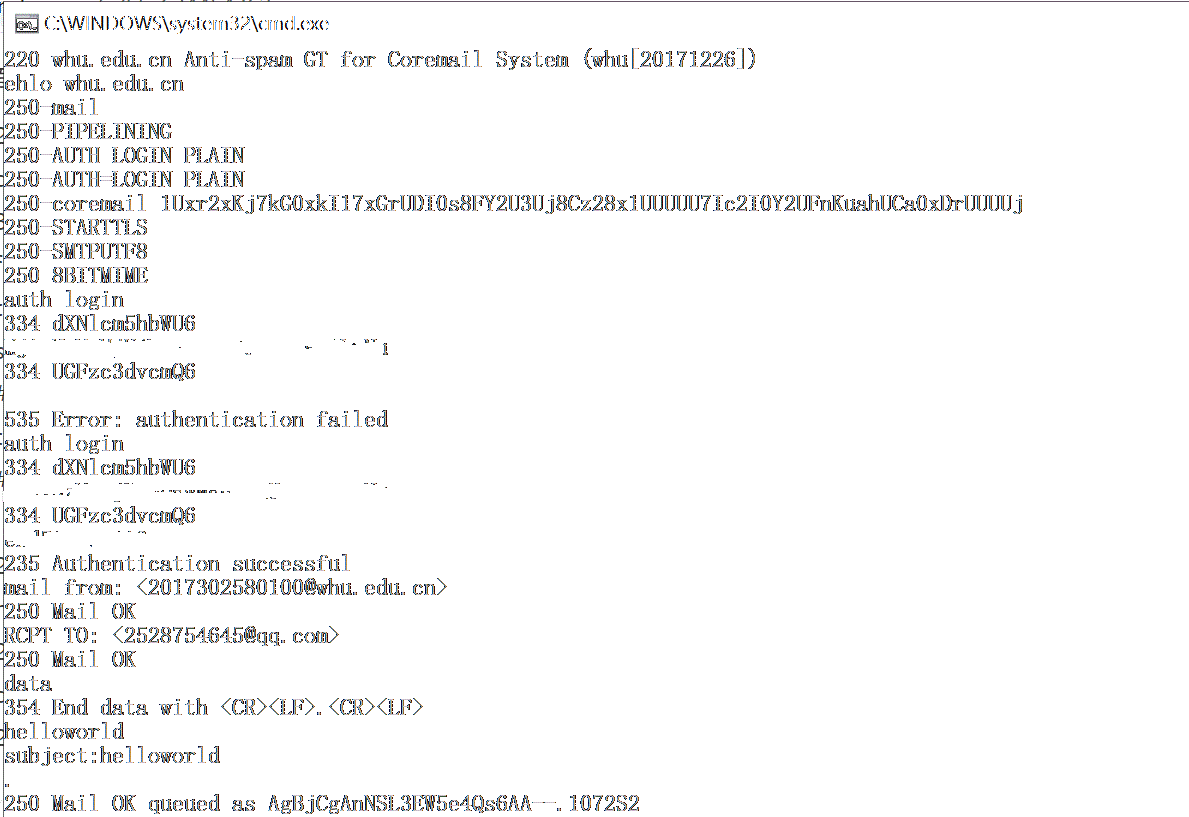 C:\WINDOWS\system32\cmd.exe
220 whu.edu.cn Anti-spam GT for Coremail System (whu[20171226])
ehlo whu.edu.cn
250-mail
250-PIPELINING
250-AUTH LOGIN PLAIN
250-AUTH=LOGIN PLAIN
250-coremail 1Uxr2xKj7kG0xkI17xGrUDI0s8FY2U3Uj8Cz28x1UUUUU7Ic2I0Y2UFnKuahUCa0xDrUUUUj
250-STARTTLS
250-SMTPUTF8
250 8BITMIME
auth login
334 dXNlcm5hbWU6
334 UGFzc3dvcmQ6
535 Error: authentication failed
auth login
334 dXNlcm5hbWU6
334 UGFzc3dvcmQ6
235 Authentication successful
mail from: <2017302580100@whu.edu.cn>
250 Mail OK
RCPT TO: <2528754645@qq.com>
250 Mail OK
data
354 End data with <CR><LF>.<CR><LF>
helloworld
subject:helloworld
.
250 Mail OK queued as AgBjCgAnNSL3EW5e4Qs6AA--.1072S2